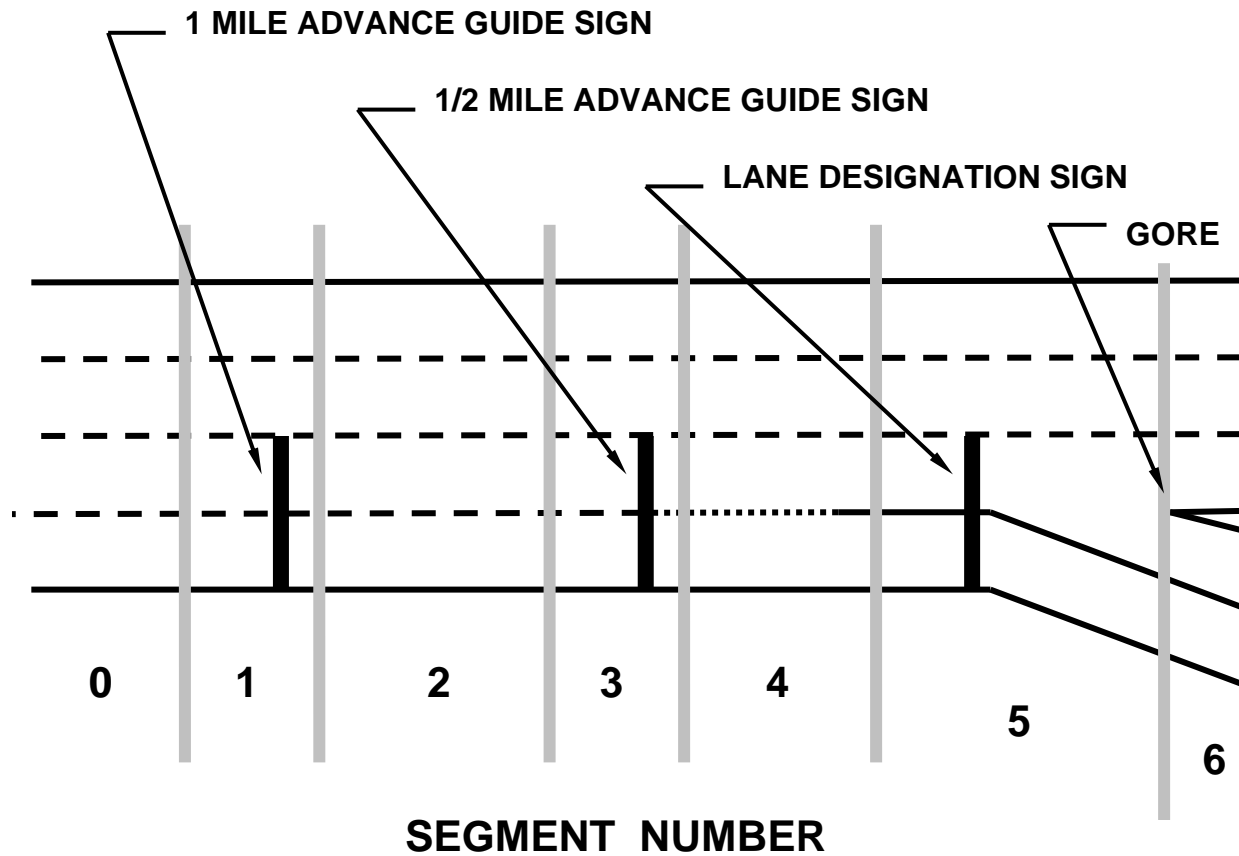 1 MILE ADVANCE GUIDE SIGN
1/2 MILE ADVANCE GUIDE SIGN
LANE DESIGNATION SIGN
GORE
0
1
2
3
4
5
6
SEGMENT NUMBER